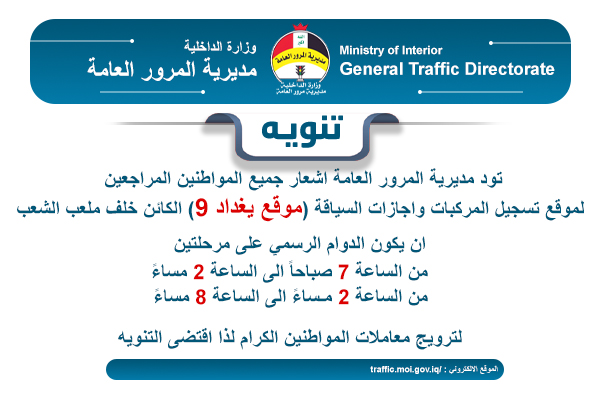 وزارة الداخلية
مديرية المرور العامة
Ministry of Interior
General Traffic Directorate
مديرية المرور العامة
وزارة الداخلية
مديرية مرور العامة
تنويه
تود مديرية المرور العامة اشعار جميع المواطنين المراجعين
لموقع تسجيل المركبات واجازات السياقة (موقع بغداد 9) الكائن خلف ملعب الشعب
ان يكون الدوام الرسمي على مرحلتين
من الساعة 7 صباحاً الى الساعة 2 مساءً
من الساعة 2 مساءً الى الساعة 8 مساءً
لترويج معاملات المواطنين الكرام لذا اقتضى التنويه
الموقع الالكتروني : traffic.moi.gov.iq/